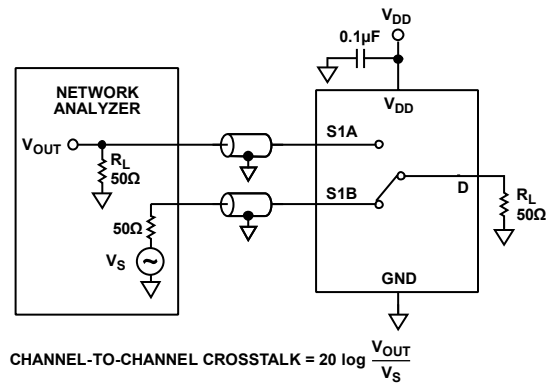 V_DD
0.1µF
NETWORK
ANALYZER
V_DD
V_OUT
R_L
50Ω
S1A
50Ω
S1B
D
R_L
50Ω
V_S
~
GND
CHANNEL-TO-CHANNEL CROSSTALK = 20 log V_OUT / V_S